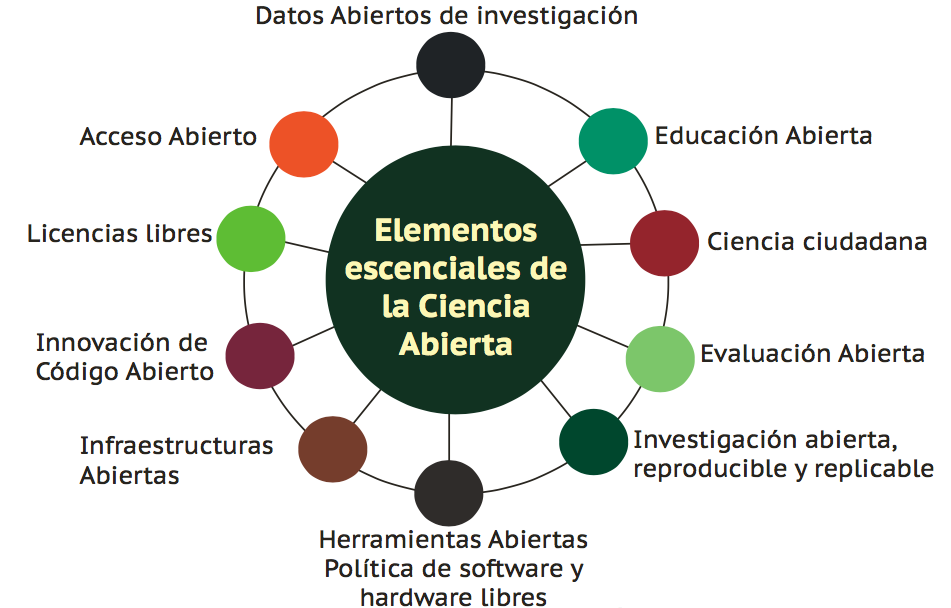 Datos Abiertos de investigación
Acceso Abierto
Educación Abierta
Licencias libres
Elementos
escenciales de
la Ciencia
Abierta
Ciencia ciudadana
Innovación de
Código Abierto
Evaluación Abierta
Infraestructuras
Abiertas
Investigación abierta,
reproducible y replicable
Herramientas Abiertas
Política de software y
hardware libres